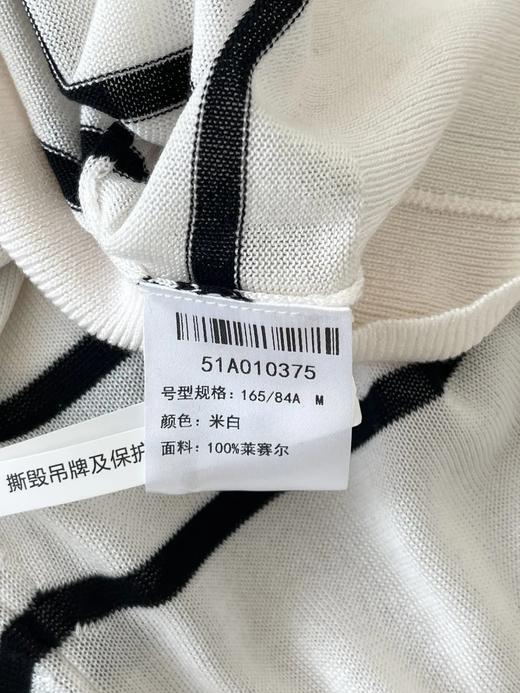 51A010375
号型规格: 165/84A M
颜色: 米白
面料: 100%莱赛尔
撕毁吊牌及保护